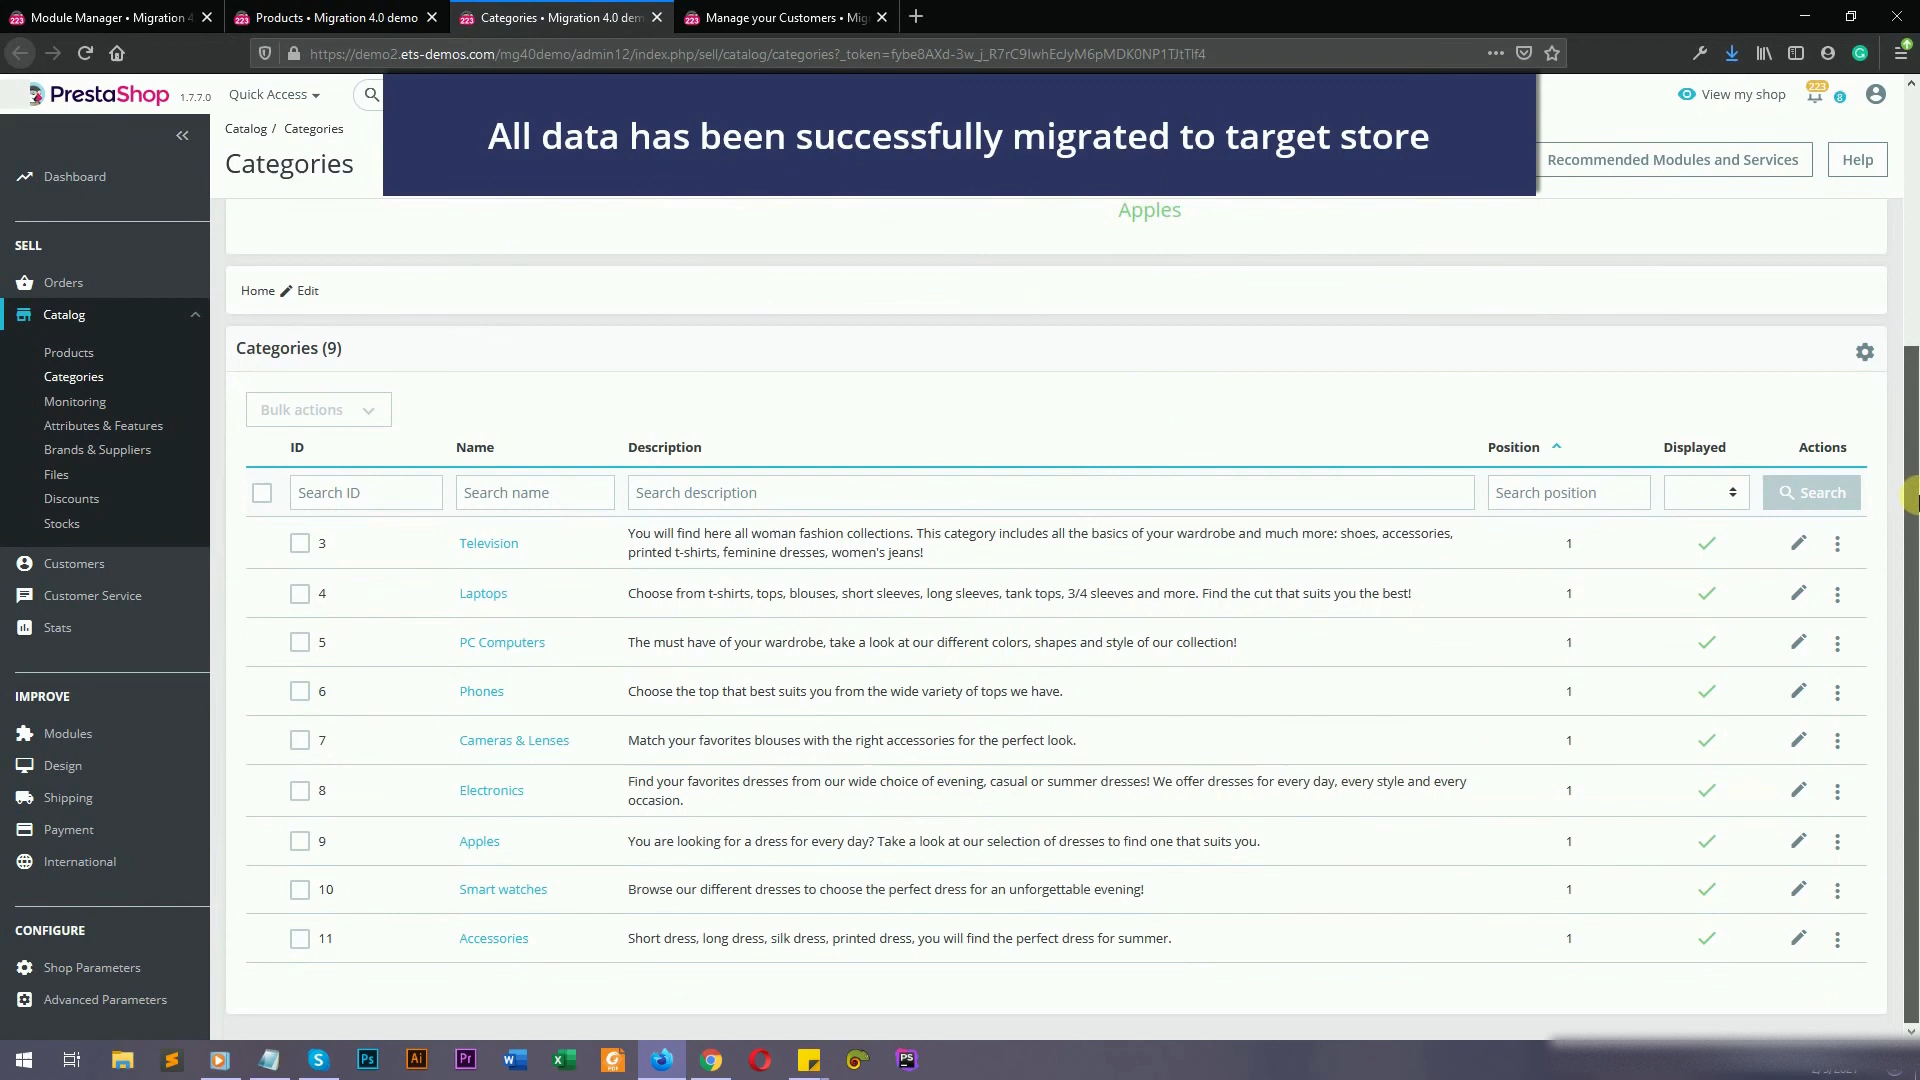 Module Manager • Migration 4
Products • Migration 4.0 demo
Categories • Migration 4.0 dem
Manage your Customers • Mig
https://demo2.ets-demos.com/mg40demo/admin12/index.php/sell/catalog/categories?_token=fybe8AXd-3w_j_R7rC9IwhEcJyM6pMDK0NP1TJtTlf4
PrestaShop 1.7.7.0
Quick Access
View my shop
223
8
Catalog / Categories
Categories
All data has been successfully migrated to target store
Recommended Modules and Services
Help
Dashboard
SELL
Orders
Catalog
Products
Categories
Monitoring
Attributes & Features
Brands & Suppliers
Files
Discounts
Stocks
Customers
Customer Service
Stats
IMPROVE
Modules
Design
Shipping
Payment
International
CONFIGURE
Shop Parameters
Advanced Parameters
Apples
Home Edit
Categories (9)
Bulk actions
ID Name Description Position Displayed Actions
Search ID Search name Search description Search position Search
3 Television You will find here all woman fashion collections. This category includes all the basics of your wardrobe and much more: shoes, accessories,
printed t-shirts, feminine dresses, women's jeans! 1
4 Laptops Choose from t-shirts, tops, blouses, short sleeves, long sleeves, tank tops, 3/4 sleeves and more. Find the cut that suits you the best! 1
5 PC Computers The must have of your wardrobe, take a look at our different colors, shapes and style of our collection! 1
6 Phones Choose the top that best suits you from the wide variety of tops we have. 1
7 Cameras & Lenses Match your favorites blouses with the right accessories for the perfect look. 1
8 Electronics Find your favorites dresses from our wide choice of evening, casual or summer dresses! We offer dresses for every day, every style and every
occasion. 1
9 Apples You are looking for a dress for every day? Take a look at our selection of dresses to find one that suits you. 1
10 Smart watches Browse our different dresses to choose the perfect dress for an unforgettable evening! 1
11 Accessories Short dress, long dress, silk dress, printed dress, you will find the perfect dress for summer. 1